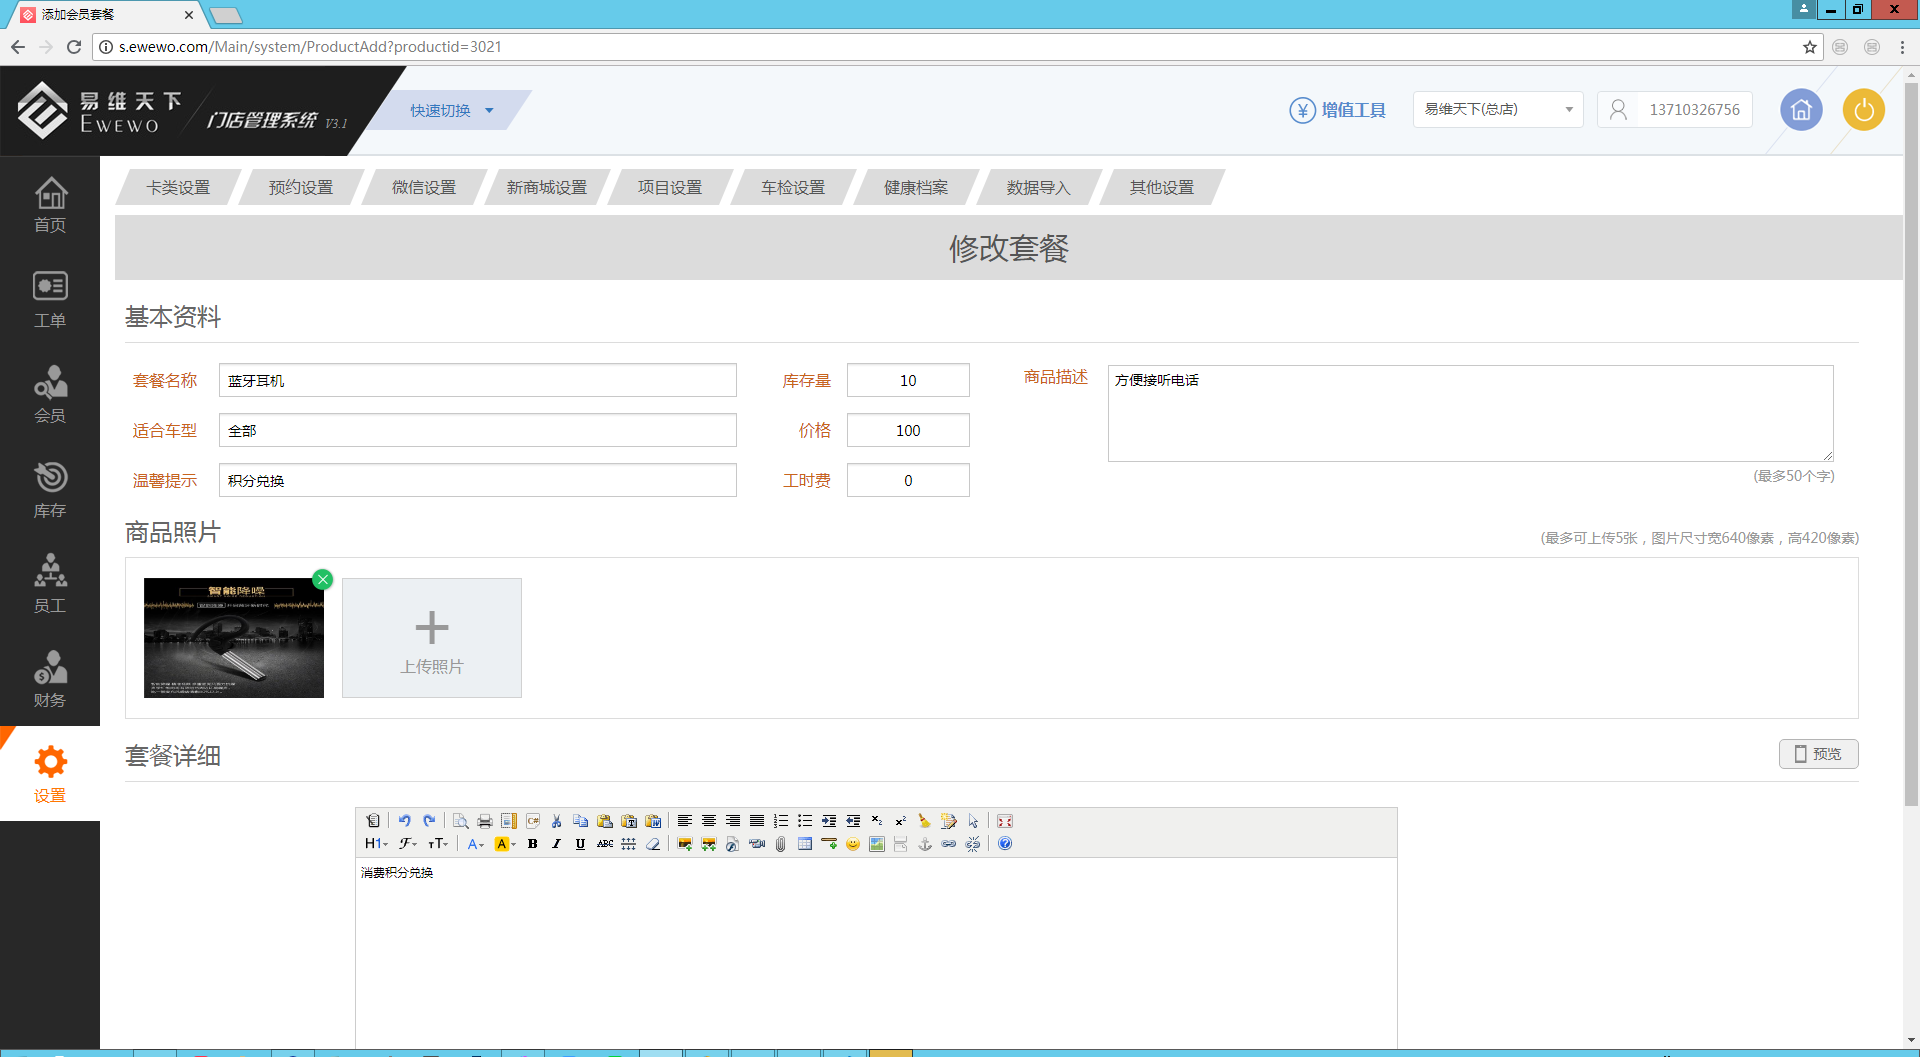 添加会员套餐
s.ewewo.com/Main/system/ProductAdd?productid=3021
易维天下
EWEWO
门店管理系统 V3.1
快速切换
增值工具
易维天下(总店)
13710326756
卡类设置
预约设置
微信设置
新商城设置
项目设置
车检设置
健康档案
数据导入
其他设置
首页
工单
会员
库存
员工
财务
设置
修改套餐
基本资料
套餐名称 蓝牙耳机
库存量 10
商品描述 方便接听电话
适合车型 全部
价格 100
温馨提示 积分兑换
工时费 0
(最多50个字)
商品照片
(最多可上传5张，图片尺寸宽640像素，高420像素)
智能降噪
上传照片
套餐详细
预览
消费积分兑换